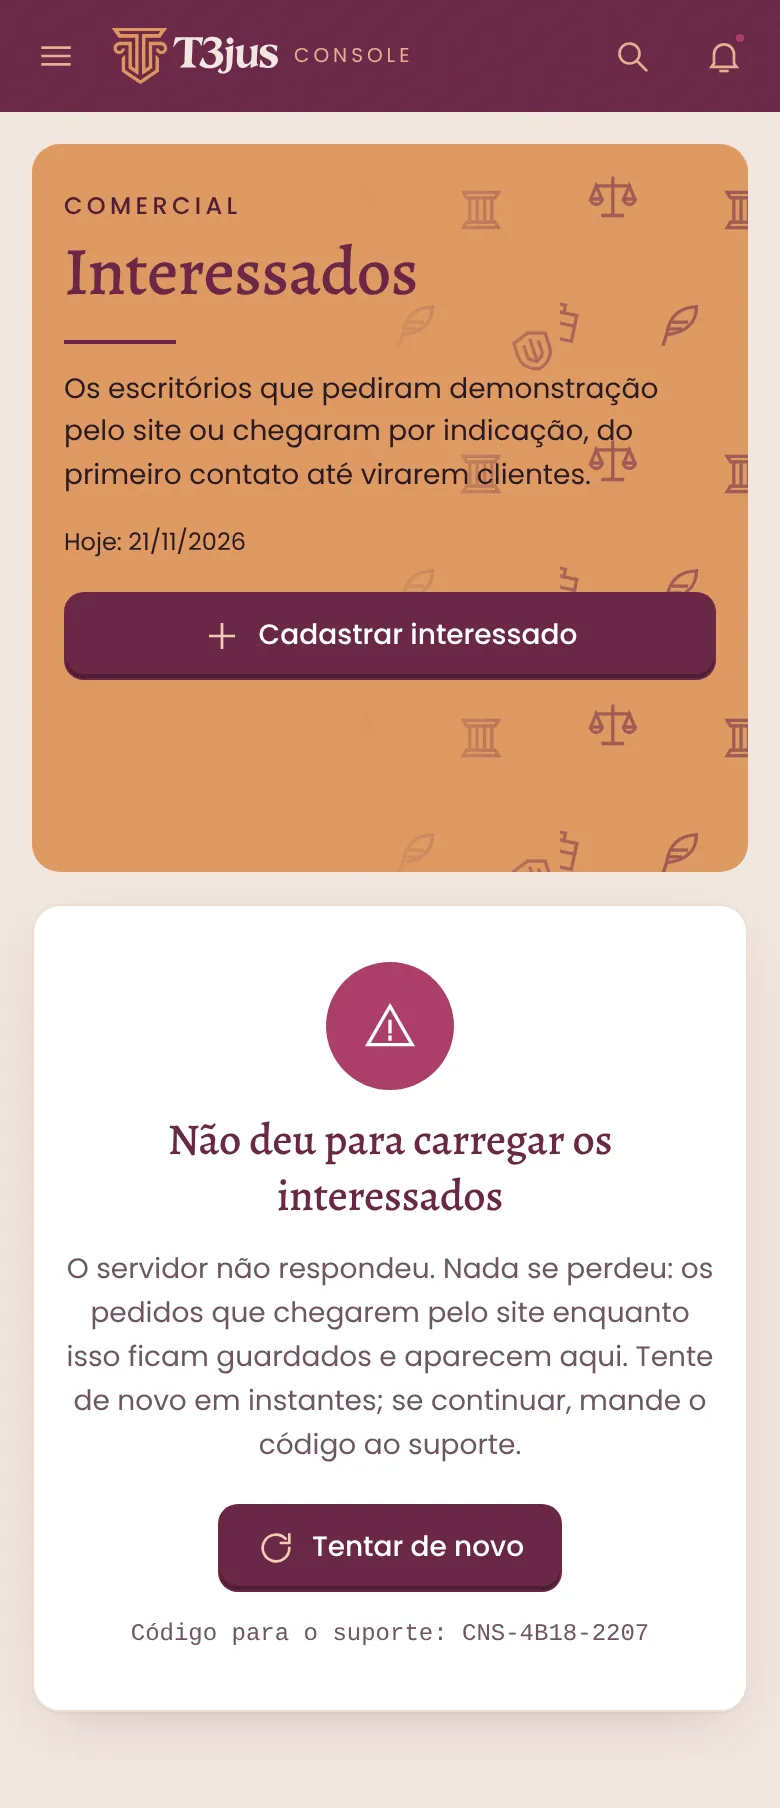 T3jus CONSOLE
COMERCIAL
Interessados
Os escritórios que pediram demonstração
pelo site ou chegaram por indicação, do
primeiro contato até virarem clientes.
Hoje: 21/11/2026
Cadastrar interessado
Não deu para carregar os
interessados
O servidor não respondeu. Nada se perdeu: os
pedidos que chegarem pelo site enquanto
isso ficam guardados e aparecem aqui. Tente
de novo em instantes; se continuar, mande o
código ao suporte.
Tentar de novo
Código para o suporte: CNS-4B18-2207